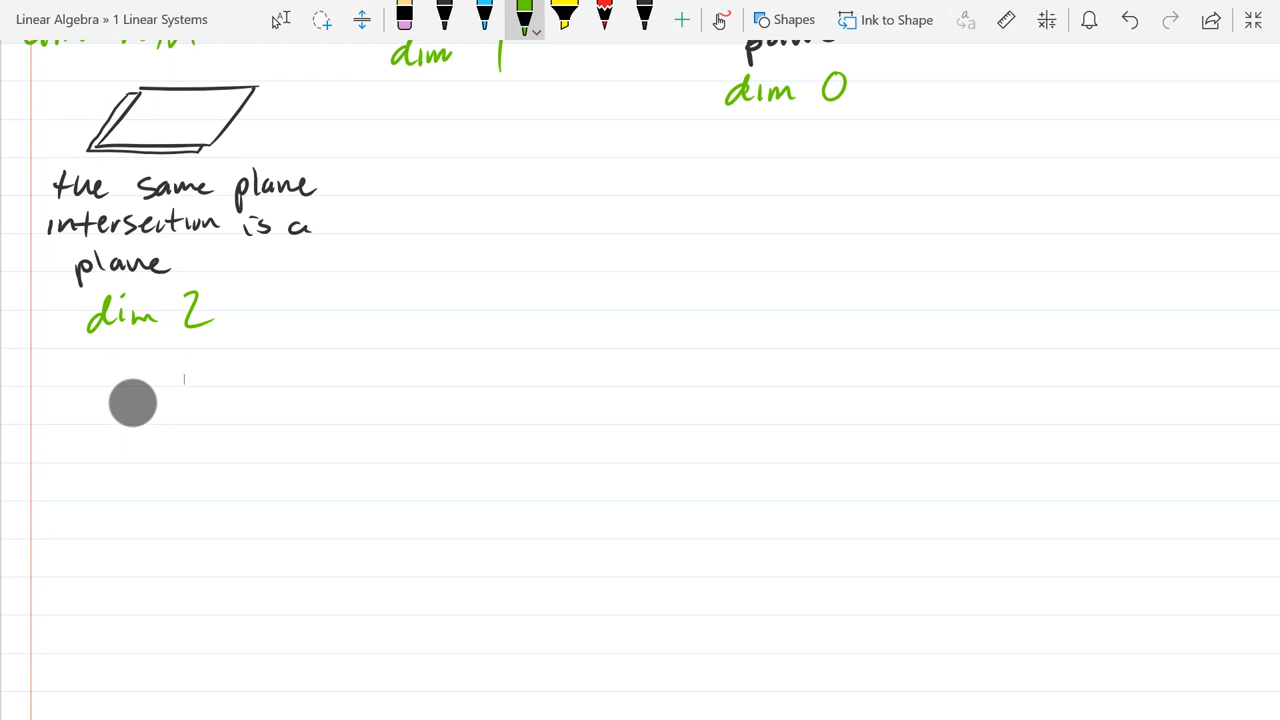 Linear Algebra » 1 Linear Systems
Shapes
Ink to Shape
dim 1
plane
dim 0
the same plane
intersection is a
plane
dim 2